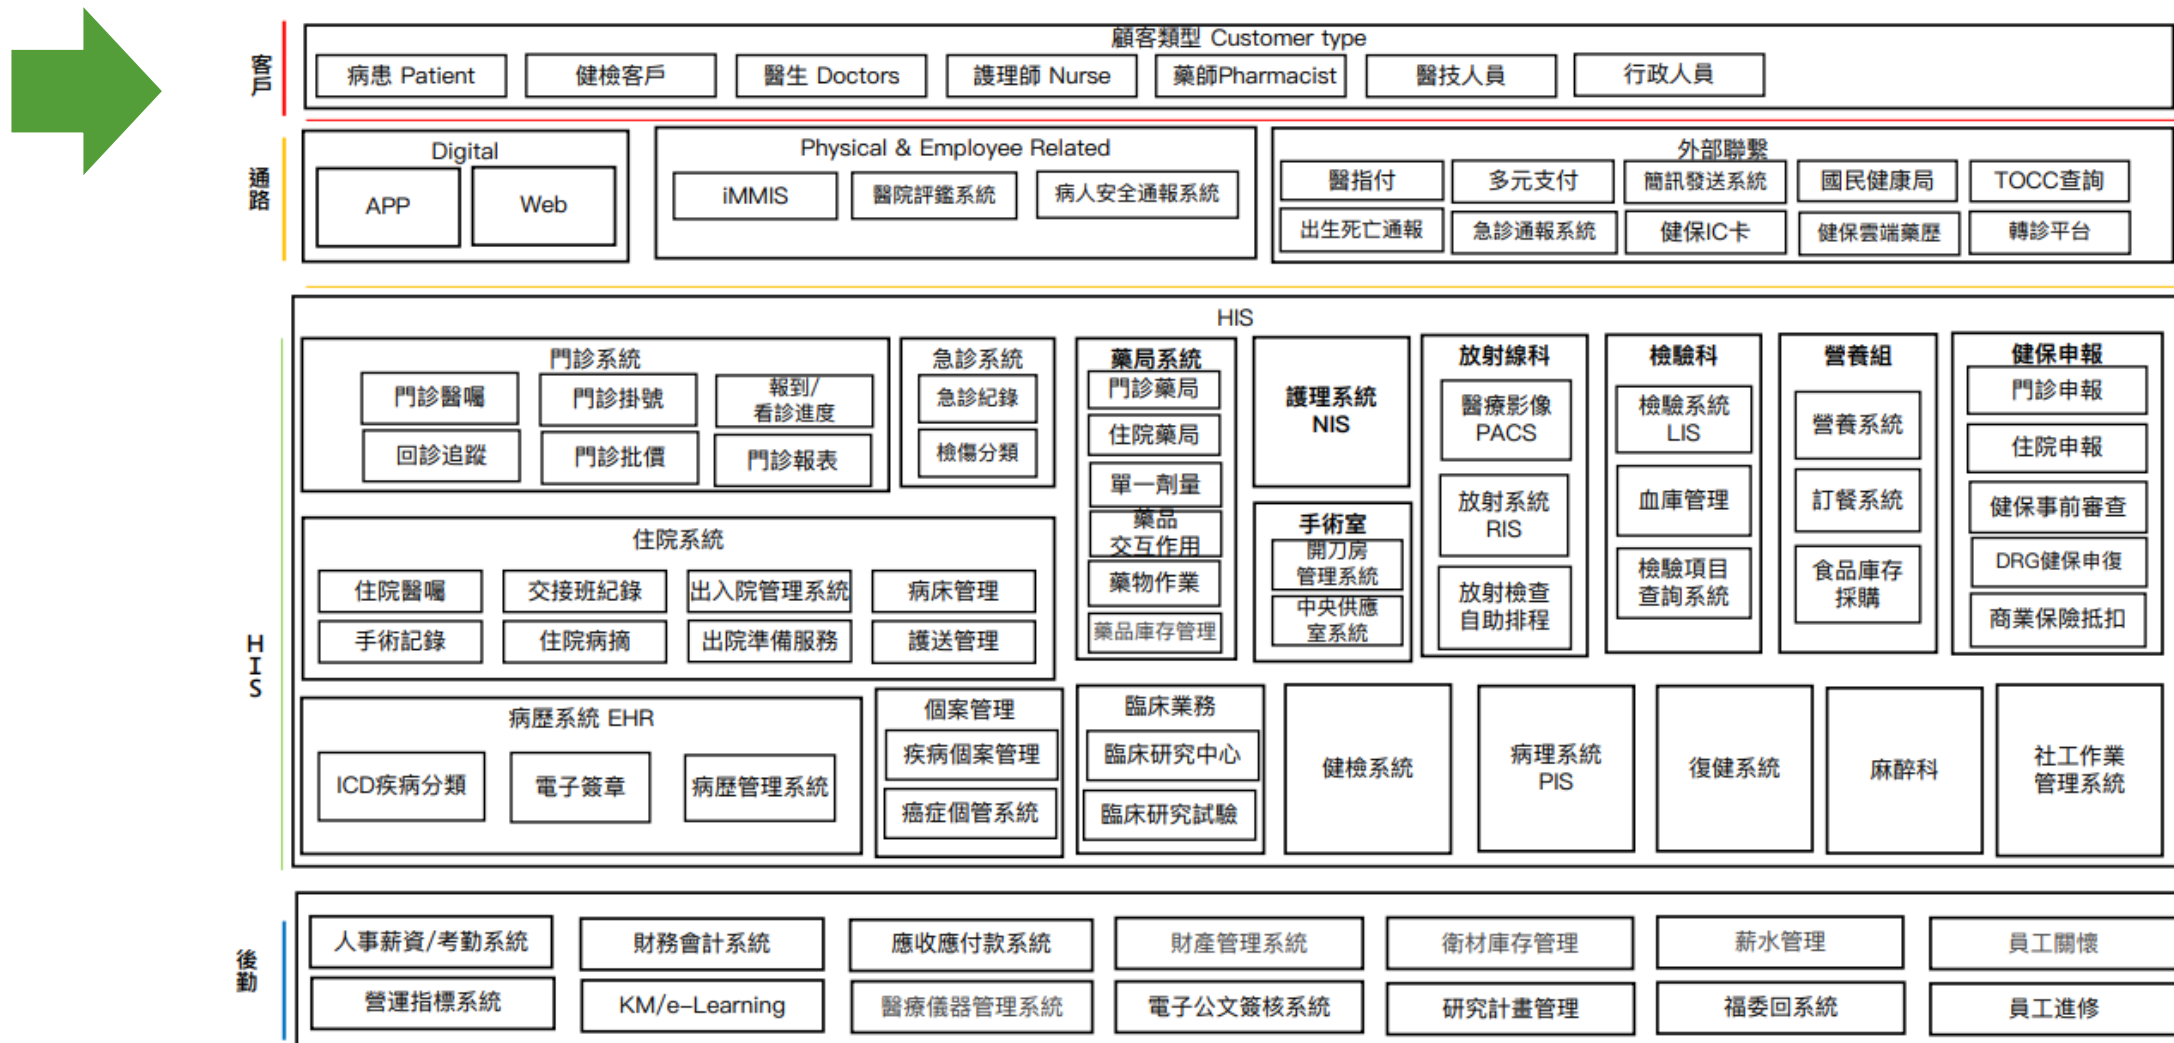 客戶
顧客類型 Customer type
病患 Patient
健檢客戶
醫生 Doctors
護理師 Nurse
藥師Pharmacist
醫技人員
行政人員
通路
Digital
APP
Web
Physical & Employee Related
iMMIS
醫院評鑑系統
病人安全通報系統
外部聯繫
醫指付
多元支付
簡訊發送系統
國民健康局
TOCC查詢
出生死亡通報
急診通報系統
健保IC卡
健保雲端藥歷
轉診平台
HIS
HIS
門診系統
門診醫囑
門診掛號
報到/
看診進度
回診追蹤
門診批價
門診報表
急診系統
急診紀錄
檢傷分類
藥局系統
門診藥局
住院藥局
單一劑量
藥品
交互作用
藥物作業
藥品庫存管理
護理系統
NIS
手術室
開刀房
管理系統
中央供應
室系統
放射線科
醫療影像
PACS
放射系統
RIS
放射檢查
自助排程
檢驗科
檢驗系統
LIS
血庫管理
檢驗項目
查詢系統
營養組
營養系統
訂餐系統
食品庫存
採購
健保申報
門診申報
住院申報
健保事前審查
DRG健保申復
商業保險抵扣
住院系統
住院醫囑
交接班紀錄
出入院管理系統
病床管理
手術記錄
住院病摘
出院準備服務
護送管理
病歷系統 EHR
ICD疾病分類
電子簽章
病歷管理系統
個案管理
疾病個案管理
癌症個管系統
臨床業務
臨床研究中心
臨床研究試驗
健檢系統
病理系統
PIS
復健系統
麻醉科
社工作業
管理系統
後勤
人事薪資/考勤系統
財務會計系統
應收應付款系統
財產管理系統
衛材庫存管理
薪水管理
員工關懷
營運指標系統
KM/e-Learning
醫療儀器管理系統
電子公文簽核系統
研究計畫管理
福委回系統
員工進修